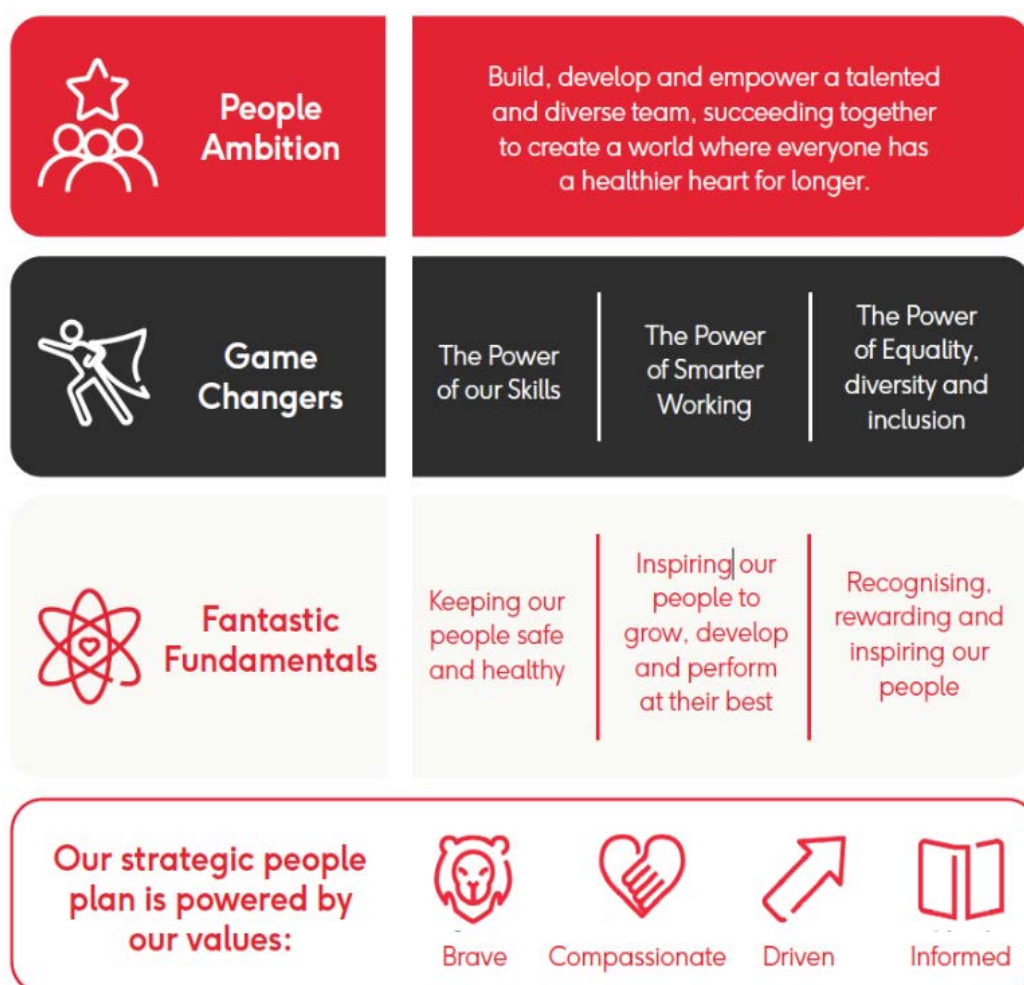 People
Ambition
Build, develop and empower a talented
and diverse team, succeeding together
to create a world where everyone has
a healthier heart for longer.
Game
Changers
The Power
of our Skills
The Power
of Smarter
Working
The Power
of Equality,
diversity and
inclusion
Fantastic
Fundamentals
Keeping our
people safe
and healthy
Inspiring our
people to
grow, develop
and perform
at their best
Recognising,
rewarding and
inspiring our
people
Our strategic people
plan is powered by
our values:
Brave
Compassionate
Driven
Informed